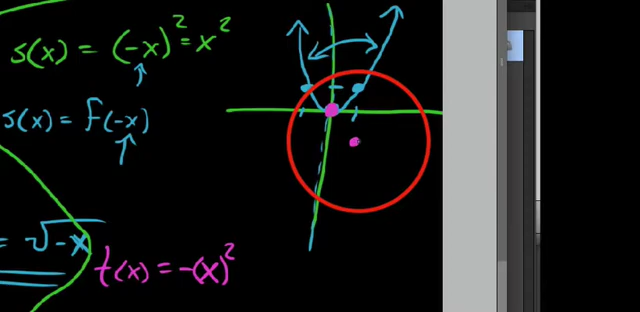 s(x) = (-x)² = x²
s(x) = f(-x)
= √-x
t(x) = -(x)²